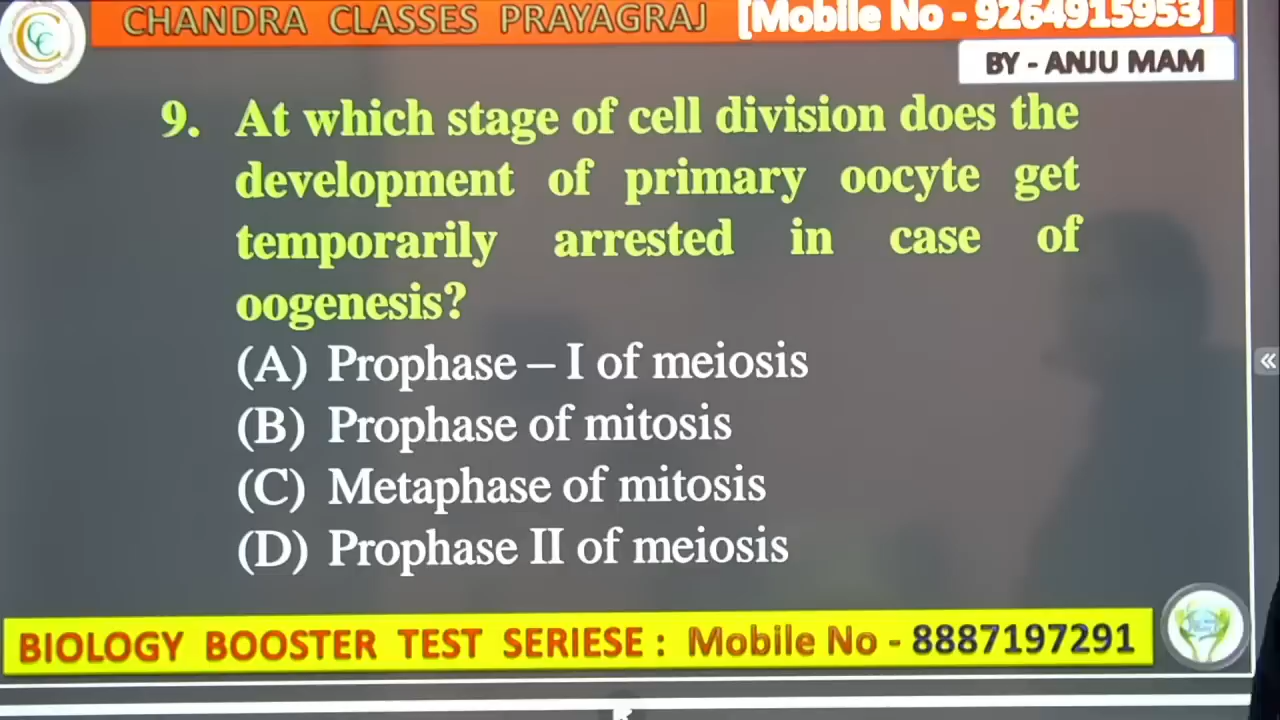 CHANDRA CLASSES PRAYAGRAJ [Mobile No - 9264915953]
BY - ANJU MAM
9. At which stage of cell division does the
development of primary oocyte get
temporarily arrested in case of
oogenesis?
(A) Prophase – I of meiosis
(B) Prophase of mitosis
(C) Metaphase of mitosis
(D) Prophase II of meiosis
BIOLOGY BOOSTER TEST SERIESE : Mobile No - 8887197291